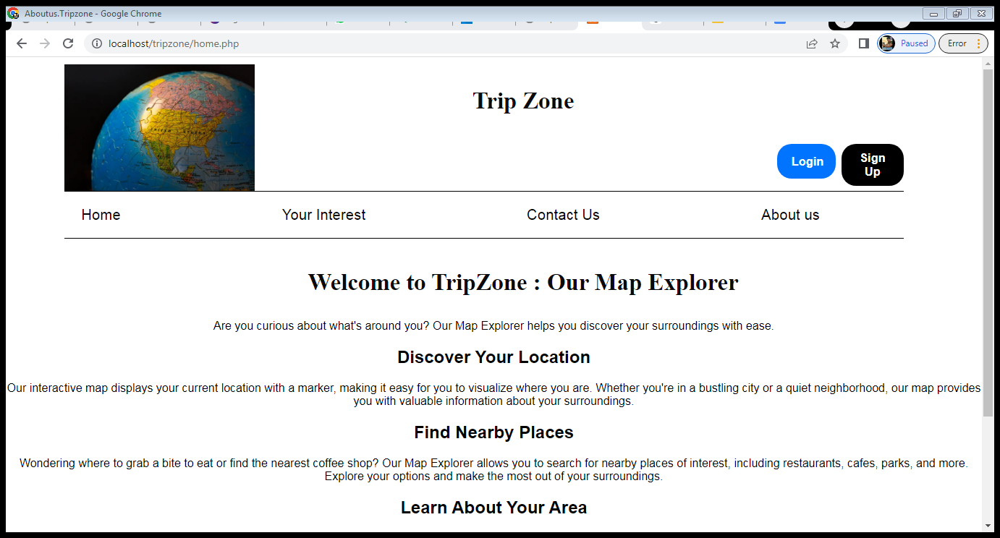 Aboutus.Tripzone - Google Chrome
localhost/tripzone/home.php
Paused
Error
Trip Zone
UNITED STATES
Login
Sign
Up
Home
Your Interest
Contact Us
About us
Welcome to TripZone : Our Map Explorer
Are you curious about what's around you? Our Map Explorer helps you discover your surroundings with ease.
Discover Your Location
Our interactive map displays your current location with a marker, making it easy for you to visualize where you are. Whether you're in a bustling city or a quiet neighborhood, our map provides
you with valuable information about your surroundings.
Find Nearby Places
Wondering where to grab a bite to eat or find the nearest coffee shop? Our Map Explorer allows you to search for nearby places of interest, including restaurants, cafes, parks, and more.
Explore your options and make the most out of your surroundings.
Learn About Your Area